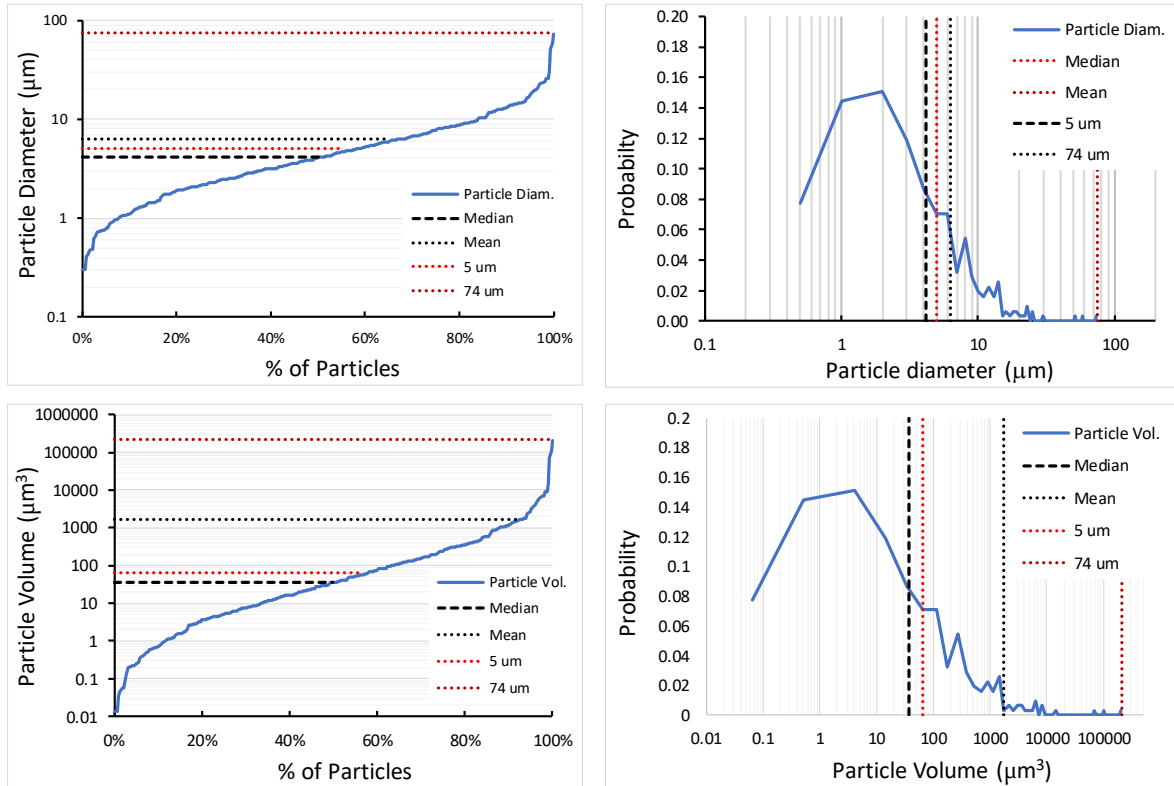 100
10
1
0.1
Particle Diameter (µm)
0%
20%
40%
60%
80%
100%
% of Particles
Particle Diam.
Median
Mean
5 um
74 um
0.20
0.18
0.16
0.14
0.12
0.10
0.08
0.06
0.04
0.02
0.00
Probability
0.1
1
10
100
Particle diameter (µm)
Particle Diam.
Median
Mean
5 um
74 um
1000000
100000
10000
1000
100
10
1
0.1
0.01
Particle Volume (µm³)
0%
20%
40%
60%
80%
100%
% of Particles
Particle Vol.
Median
Mean
5 um
74 um
0.2
0.18
0.16
0.14
0.12
0.1
0.08
0.06
0.04
0.02
0
Probability
0.01
0.1
1
10
100
1000
10000
100000
Particle Volume (µm³)
Particle Vol.
Median
Mean
5 um
74 um